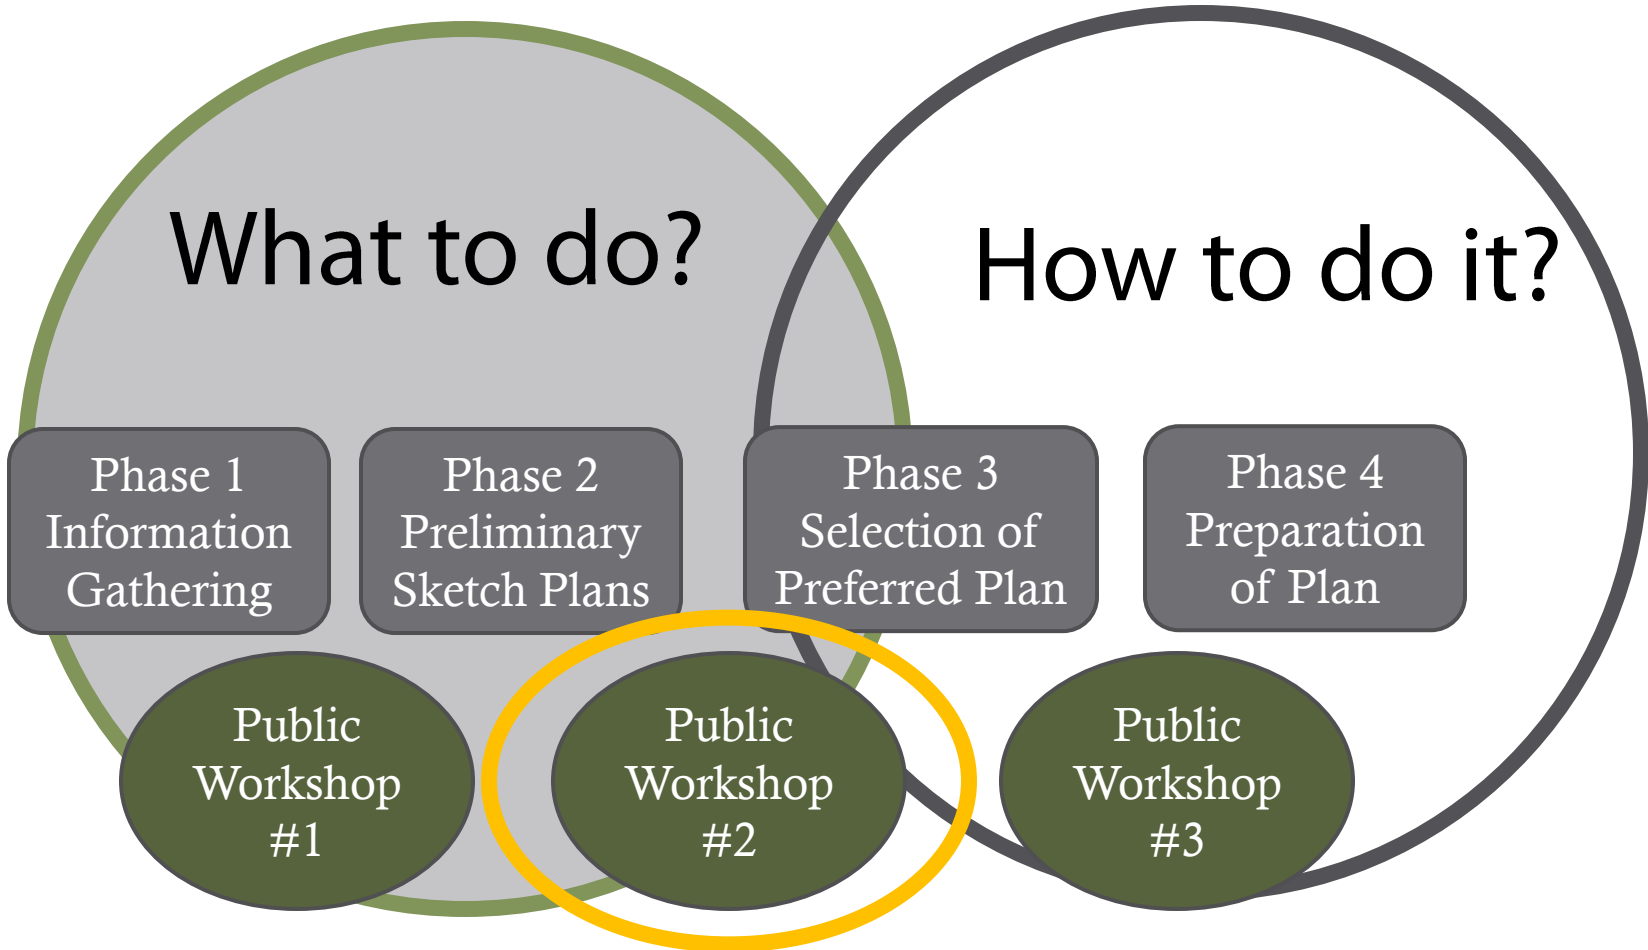 What to do?
How to do it?
Phase 1
Information
Gathering
Phase 2
Preliminary
Sketch Plans
Phase 3
Selection of
Preferred Plan
Phase 4
Preparation
of Plan
Public
Workshop
#1
Public
Workshop
#2
Public
Workshop
#3